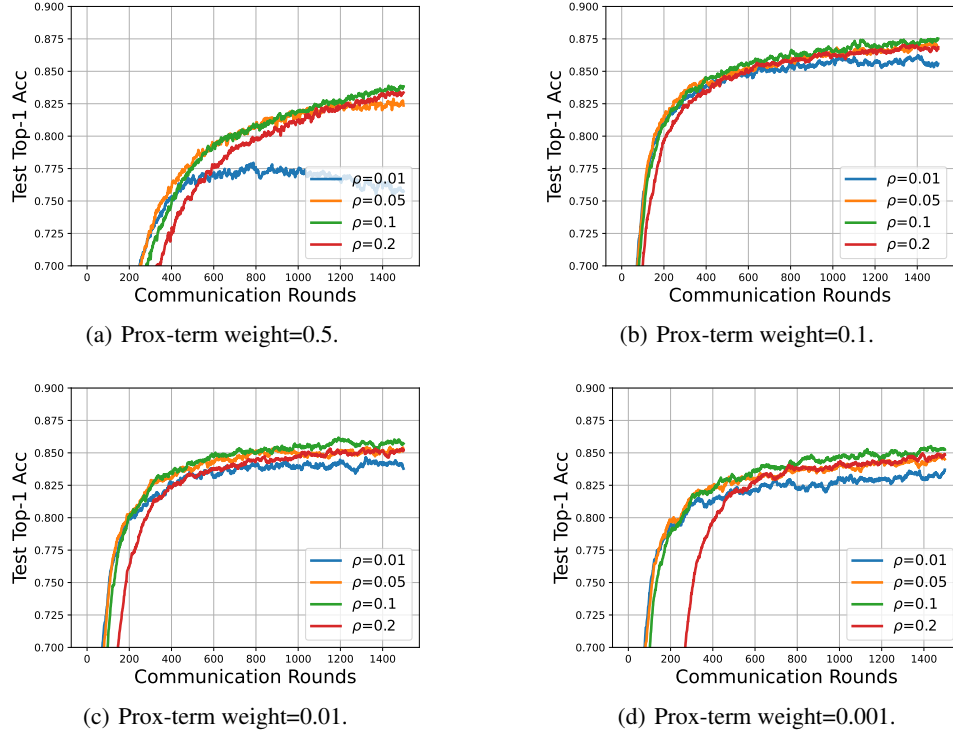 0.900
0.875
0.850
0.825
0.800
0.775
0.750
0.725
0.700
Test Top-1 Acc
0 200 400 600 800 1000 1200 1400
Communication Rounds
ρ=0.01
ρ=0.05
ρ=0.1
ρ=0.2
(a) Prox-term weight=0.5.
0.900
0.875
0.850
0.825
0.800
0.775
0.750
0.725
0.700
Test Top-1 Acc
0 200 400 600 800 1000 1200 1400
Communication Rounds
ρ=0.01
ρ=0.05
ρ=0.1
ρ=0.2
(b) Prox-term weight=0.1.
0.900
0.875
0.850
0.825
0.800
0.775
0.750
0.725
0.700
Test Top-1 Acc
0 200 400 600 800 1000 1200 1400
Communication Rounds
ρ=0.01
ρ=0.05
ρ=0.1
ρ=0.2
(c) Prox-term weight=0.01.
0.900
0.875
0.850
0.825
0.800
0.775
0.750
0.725
0.700
Test Top-1 Acc
0 200 400 600 800 1000 1200 1400
Communication Rounds
ρ=0.01
ρ=0.05
ρ=0.1
ρ=0.2
(d) Prox-term weight=0.001.